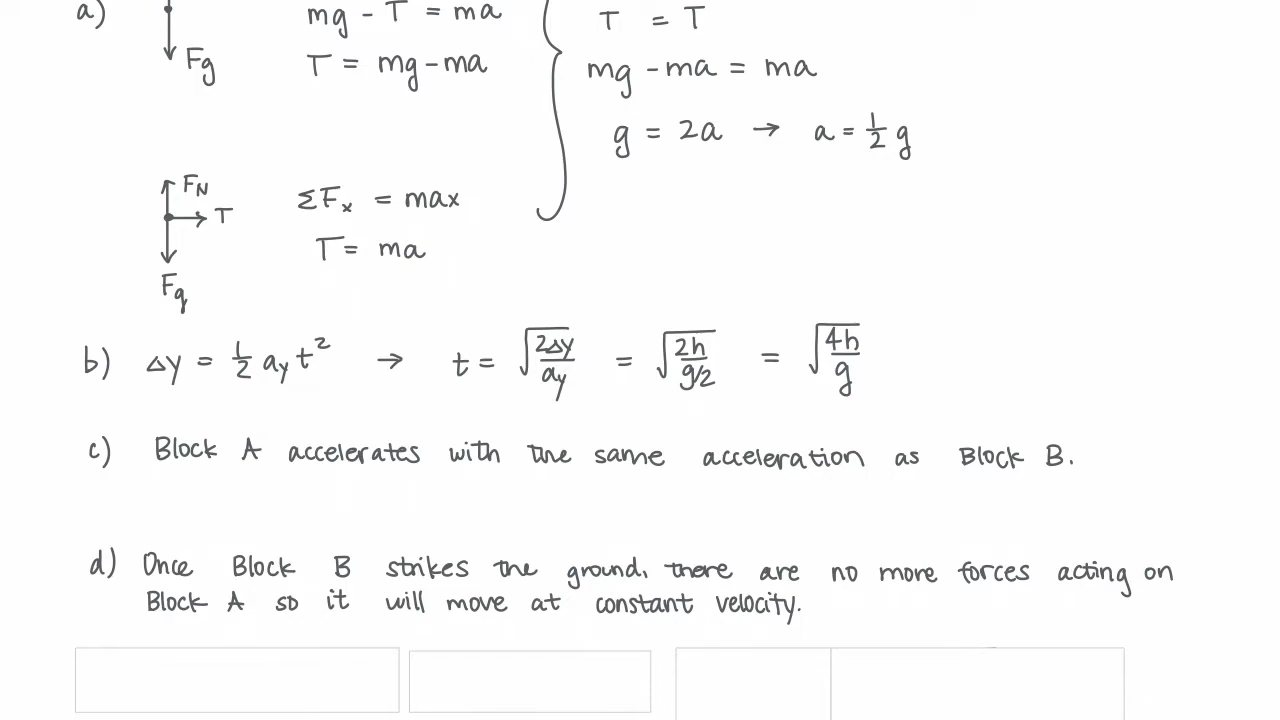 a) mg - T = ma
T = T
Fg
T = mg - ma
mg - ma = ma
g = 2a → a = 1/2 g
FN
T
Fg
ΣFx = max
T = ma
b) Δy = 1/2 ay t² → t = √(2Δy/ay) = √(2h/(g/2)) = √(4h/g)
c) Block A accelerates with the same acceleration as Block B.
d) Once Block B strikes the ground, there are no more forces acting on
Block A so it will move at constant velocity.